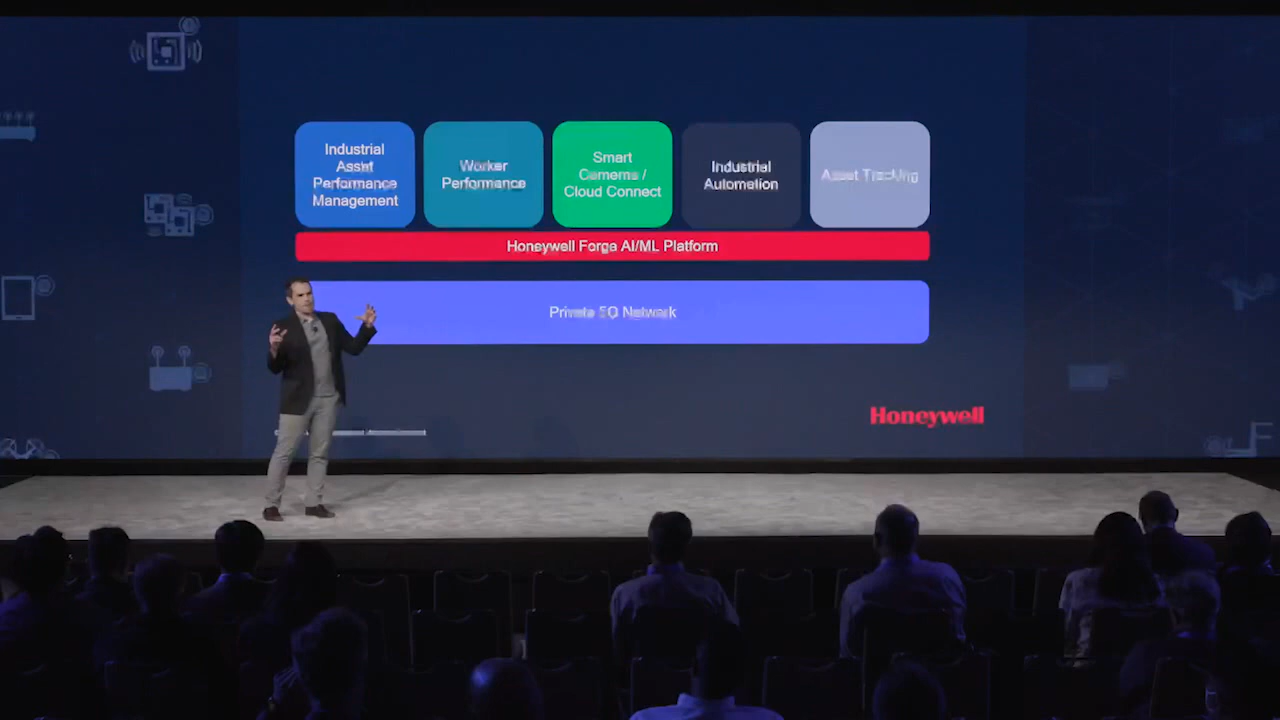 Industrial
Asset
Performance
Management
Worker
Performance
Smart
Cameras /
Cloud Connect
Industrial
Automation
Asset Tracking
Honeywell Forge AI/ML Platform
Private 5G Network
Honeywell